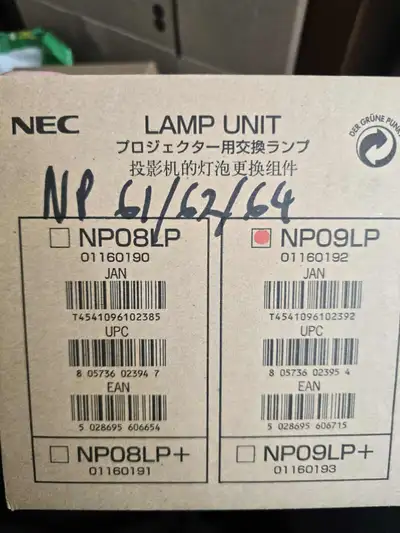 NEC
LAMP UNIT
プロジェクター用交換ランプ
投影机的灯泡更换组件
DER GRÜNE PUNKT
NP 61/62/64
NP08LP
01160190
JAN
T4541096102385
UPC
8 05736 02394 7
EAN
5 028695 606654
NP08LP+
01160191
NP09LP
01160192
JAN
T4541096102392
UPC
8 05736 02395 4
EAN
5 028695 606715
NP09LP+
01160193